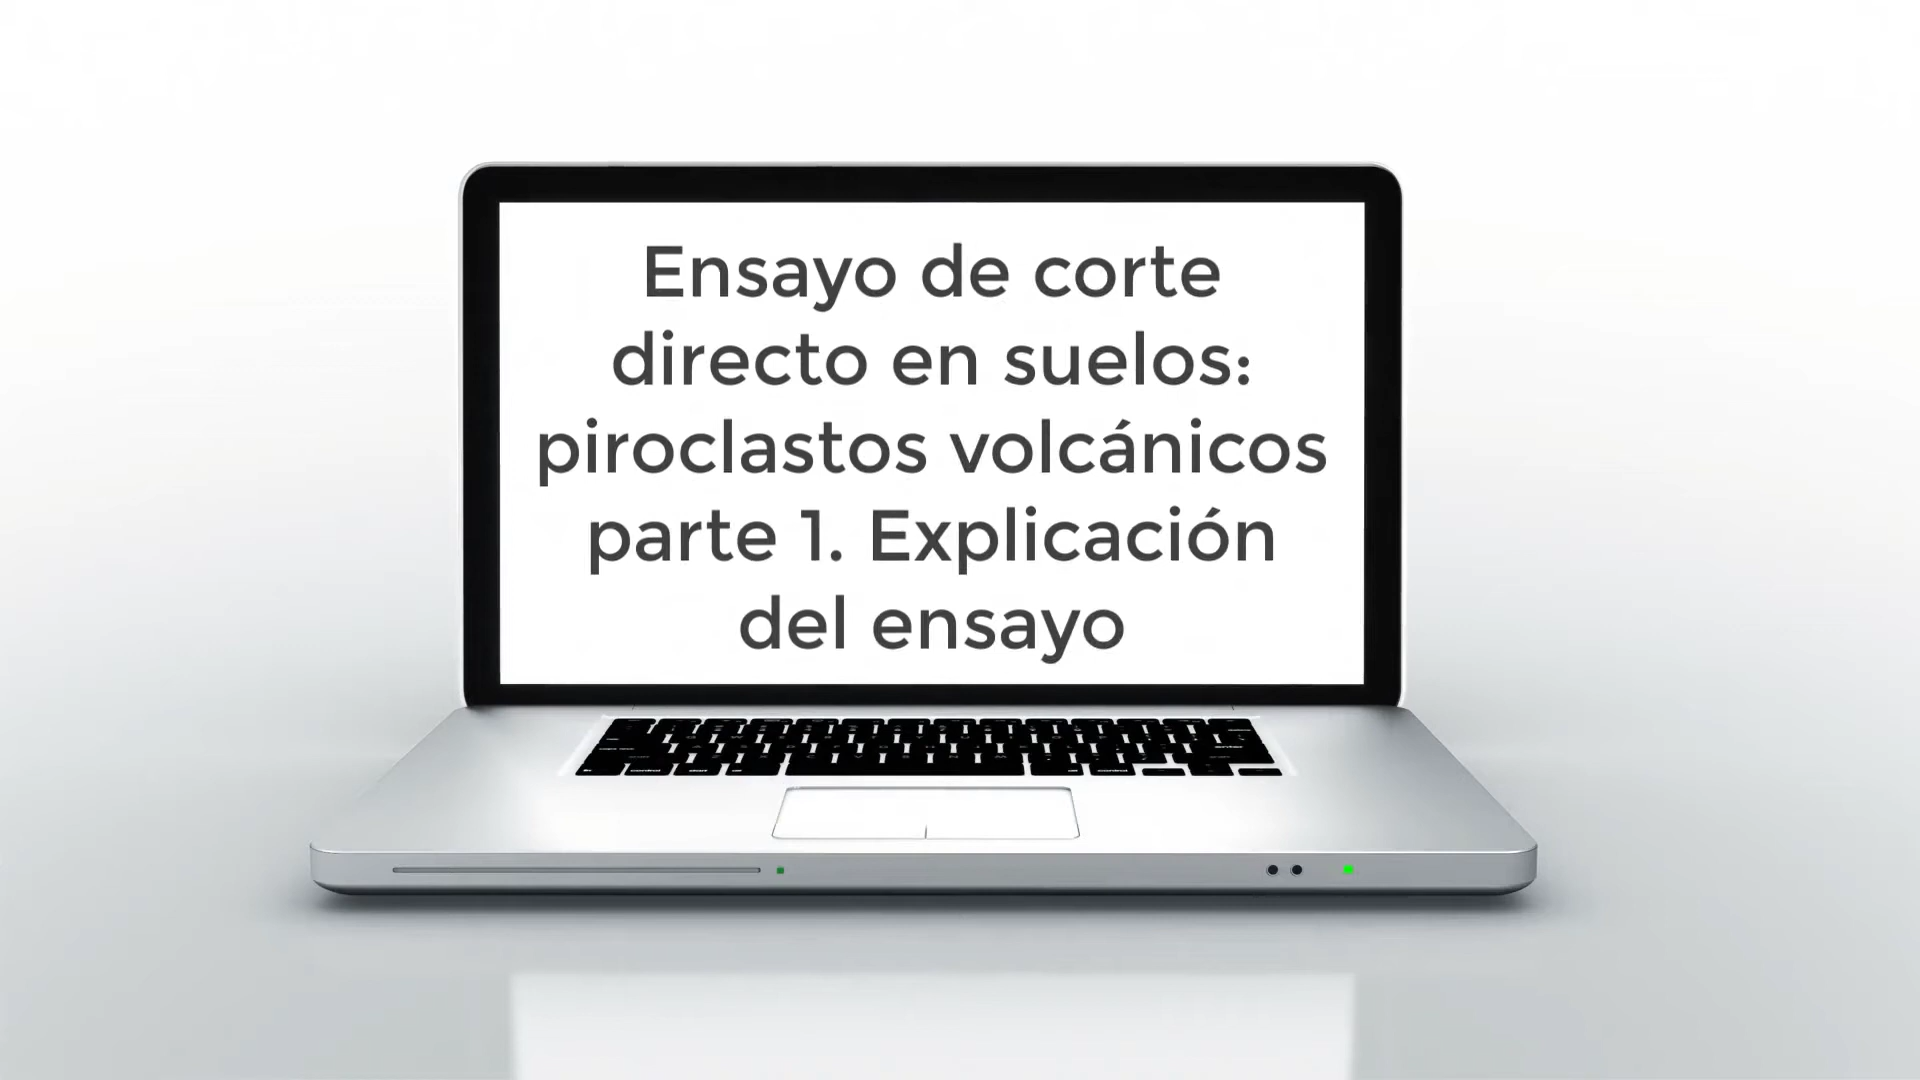 Ensayo de corte
directo en suelos:
piroclastos volcánicos
parte 1. Explicación
del ensayo